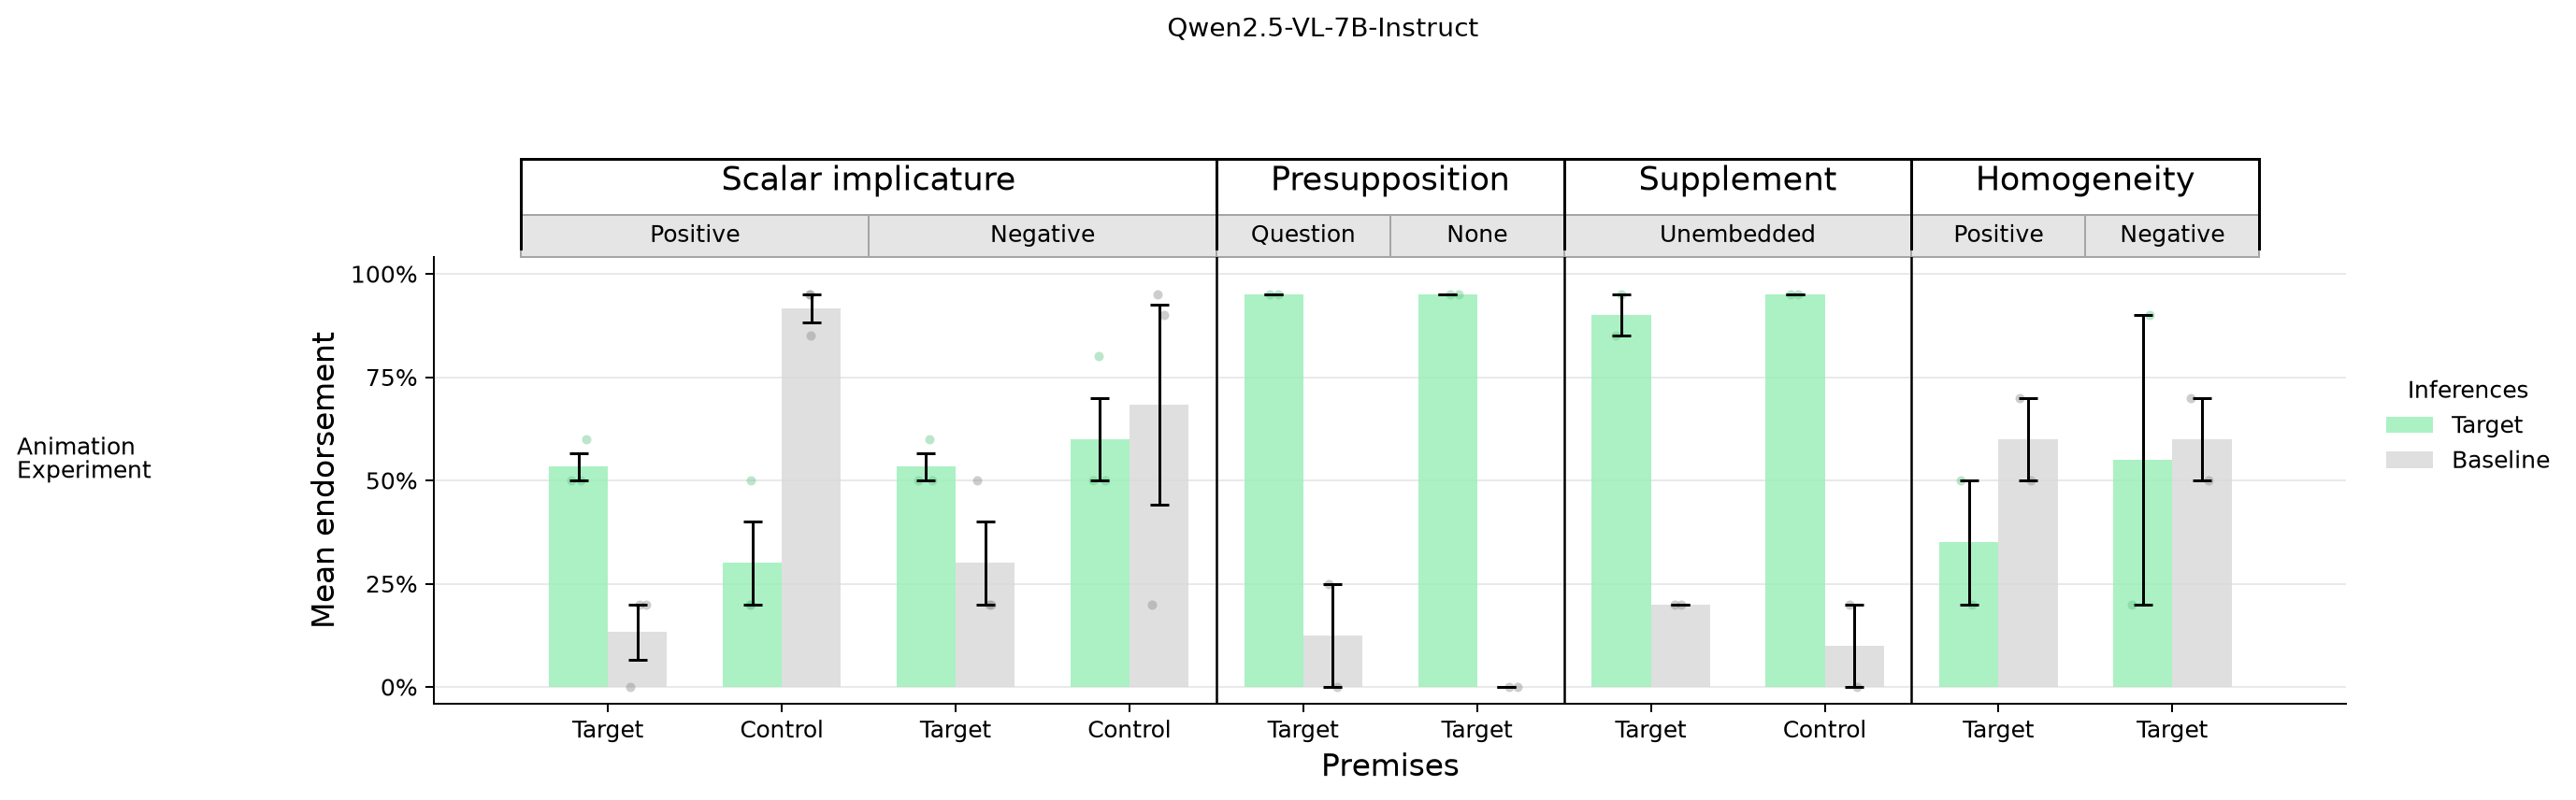 Qwen2.5-VL-7B-Instruct
Scalar implicature Presupposition Supplement Homogeneity
Positive Negative Question None Unembedded Positive Negative
100%
75%
50%
25%
0%
Mean endorsement
Animation
Experiment
Inferences
Target
Baseline
Target Control Target Control Target Target Target Control Target Target
Premises